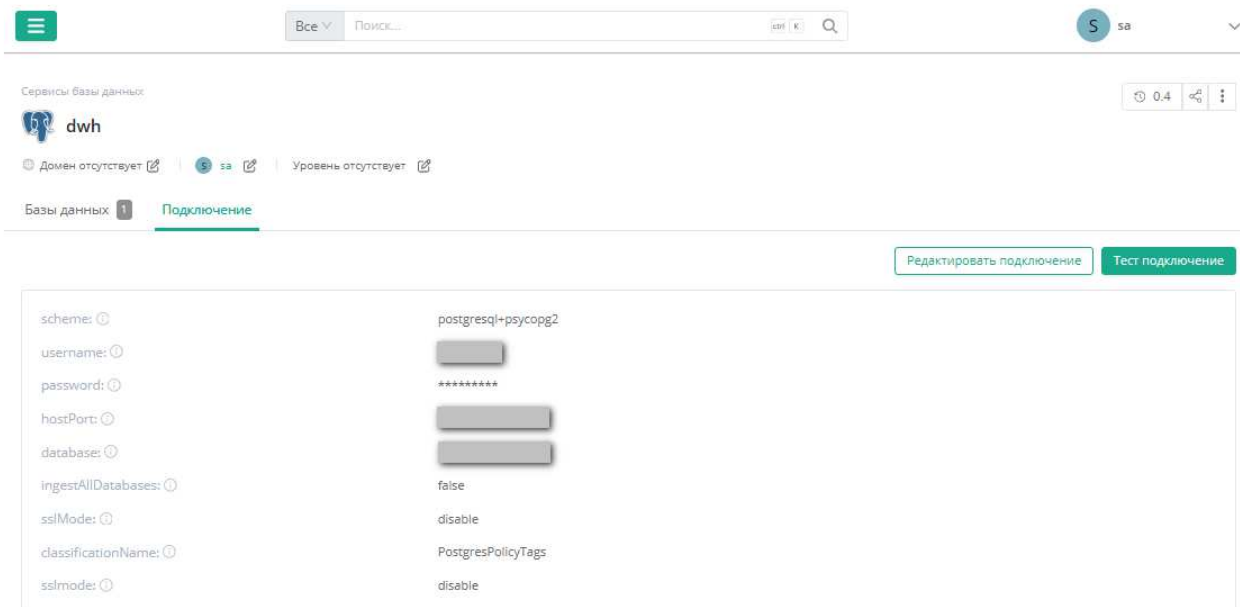 Все Поиск... ctrl K S sa
Сервисы базы данных
0.4
dwh
Домен отсутствует S sa Уровень отсутствует
Базы данных 1 Подключение
Редактировать подключение Тест подключение
scheme: postgresql+psycopg2
username:
password: *********
hostPort:
database:
ingestAllDatabases: false
sslMode: disable
classificationName: PostgresPolicyTags
sslmode: disable